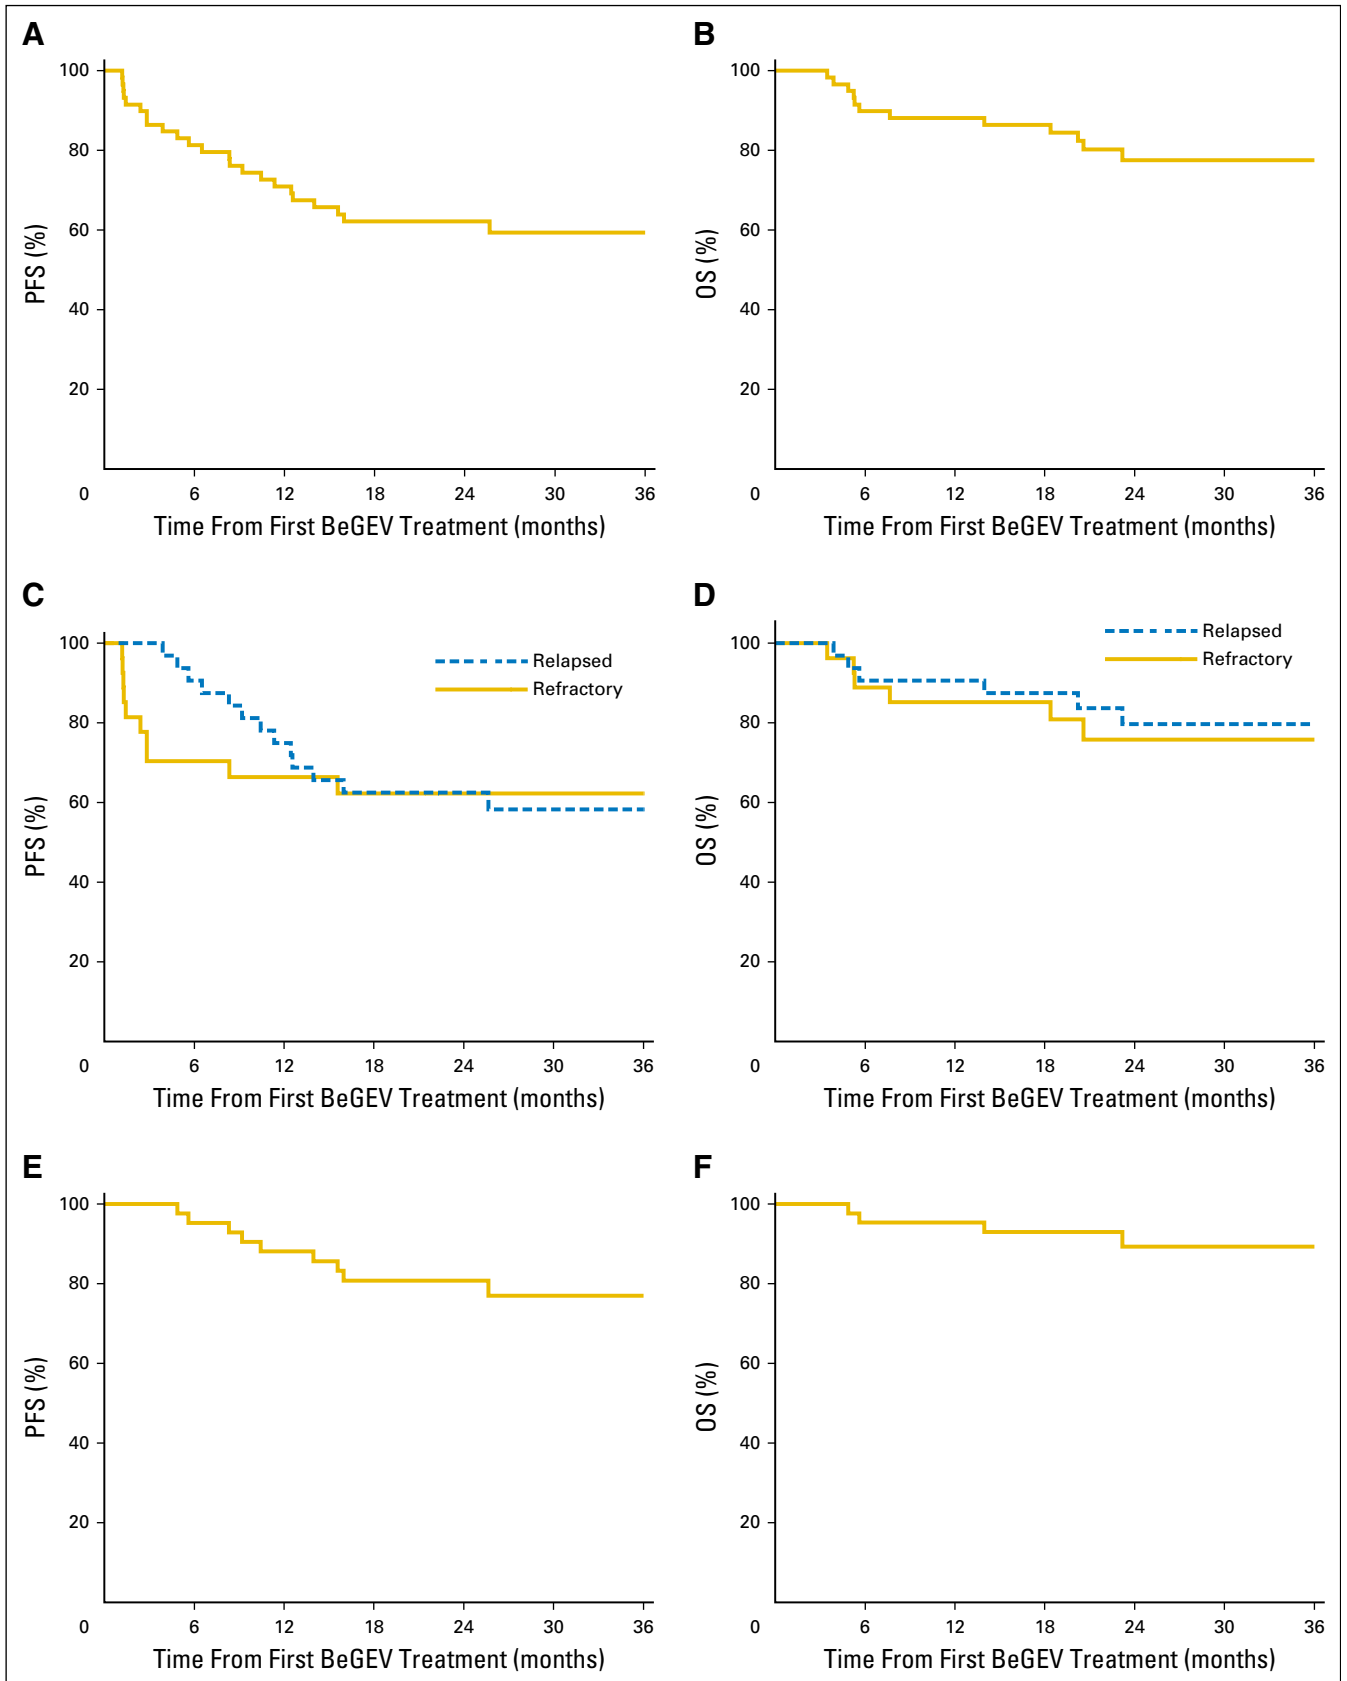 A
100
80
60
40
20
0
6 12 18 24 30 36
PFS (%)
Time From First BeGEV Treatment (months)
B
100
80
60
40
20
0
6 12 18 24 30 36
OS (%)
Time From First BeGEV Treatment (months)
C
100
80
60
40
20
0
6 12 18 24 30 36
PFS (%)
Relapsed
Refractory
Time From First BeGEV Treatment (months)
D
100
80
60
40
20
0
6 12 18 24 30 36
OS (%)
Relapsed
Refractory
Time From First BeGEV Treatment (months)
E
100
80
60
40
20
0
6 12 18 24 30 36
PFS (%)
Time From First BeGEV Treatment (months)
F
100
80
60
40
20
0
6 12 18 24 30 36
OS (%)
Time From First BeGEV Treatment (months)